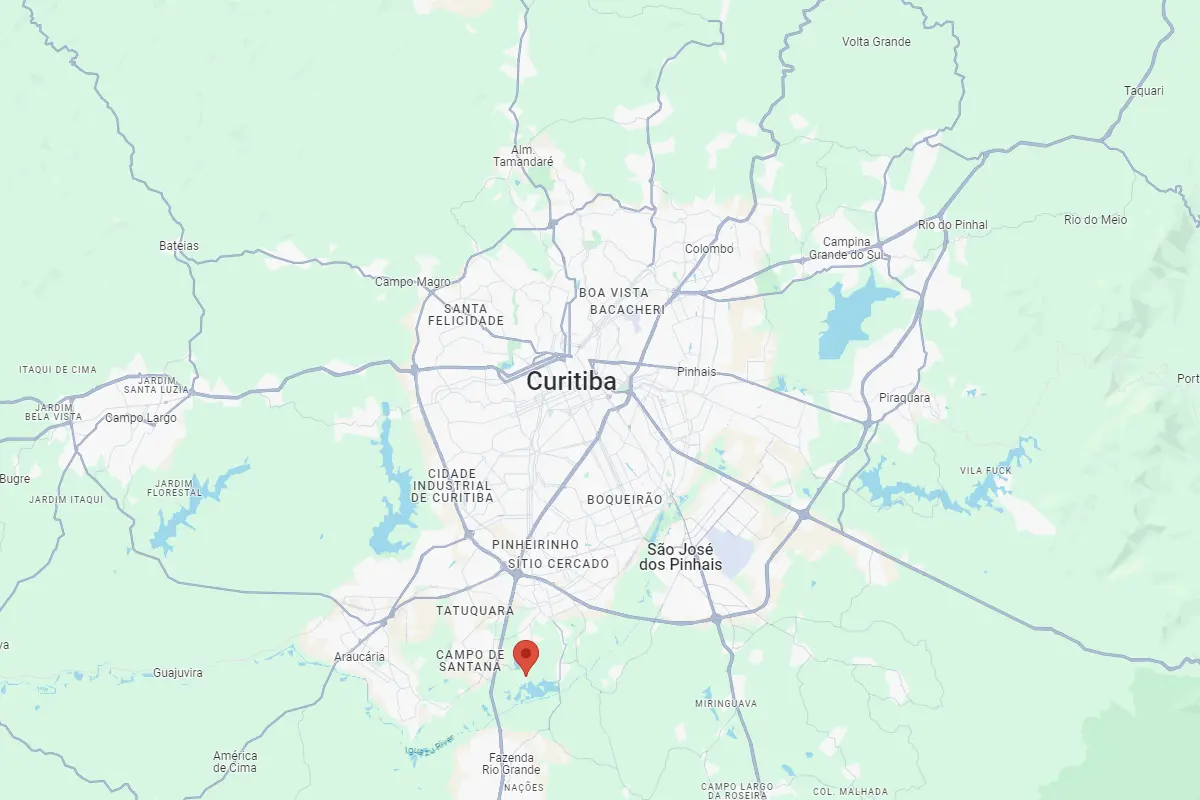 Volta Grande
Taquari
Alm.
Tamandaré
Rio do Meio
Rio do Pinhal
Bateias
Colombo
Campina
Grande do Sul
Campo Magro
BOA VISTA
SANTA
FELICIDADE
BACACHERI
ITAQUI DE CIMA
Pinhais
Port
JARDIM
SANTA LUZIA
Curitiba
Piraquara
JARDIM
BELA VISTA
Campo Largo
VILA FUCK
Bugre
CIDADE
INDUSTRIAL
DE CURITIBA
JARDIM
FLORESTAL
JARDIM ITAQUI
BOQUEIRÃO
PINHEIRINHO
SÍTIO CERCADO
São José
dos Pinhais
TATUQUARA
va
Araucária
CAMPO DE
SANTANA
Guajuvira
MIRINGUAVA
América
de Cima
Fazenda
Rio Grande
NAÇÕES
CAMPO LARGO
DA ROSEIRA
COL. MALHADA